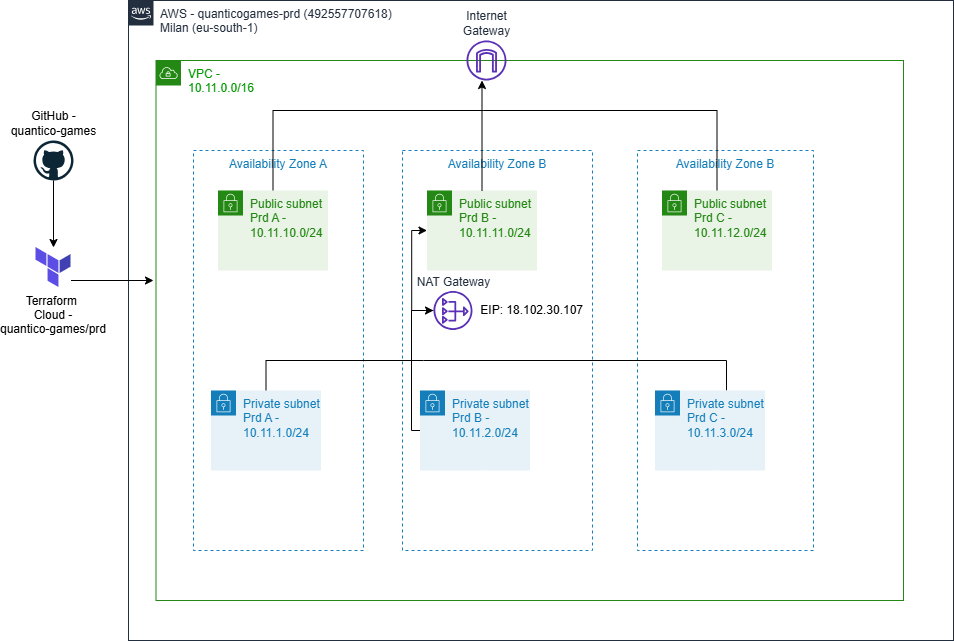 aws
AWS - quanticogames-prd (492557707618)
Milan (eu-south-1)
Internet
Gateway
VPC -
10.11.0.0/16
GitHub -
quantico-games
Terraform
Cloud -
quantico-games/prd
Availability Zone A
Availability Zone B
Availability Zone B
Public subnet
Prd A -
10.11.10.0/24
Public subnet
Prd B -
10.11.11.0/24
Public subnet
Prd C -
10.11.12.0/24
NAT Gateway
EIP: 18.102.30.107
Private subnet
Prd A -
10.11.1.0/24
Private subnet
Prd B -
10.11.2.0/24
Private subnet
Prd C -
10.11.3.0/24